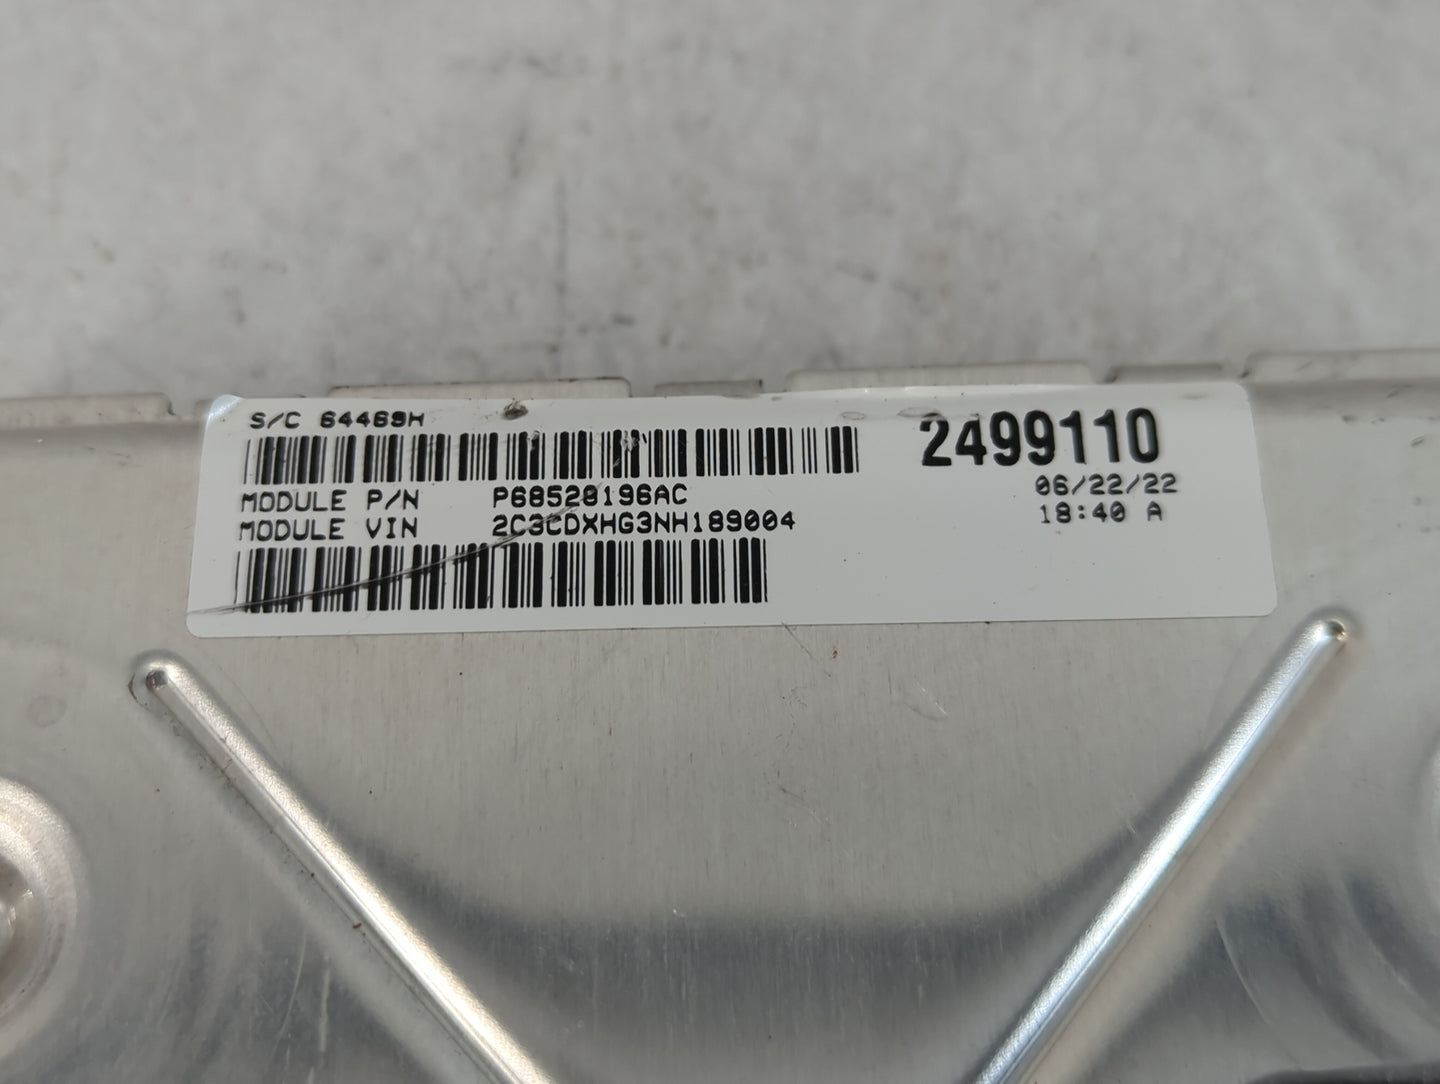 S/C 64469H
2499110
MODULE P/N P68528196AC
06/22/22
MODULE VIN 2C3CDXHG3NH189004
18:40 A